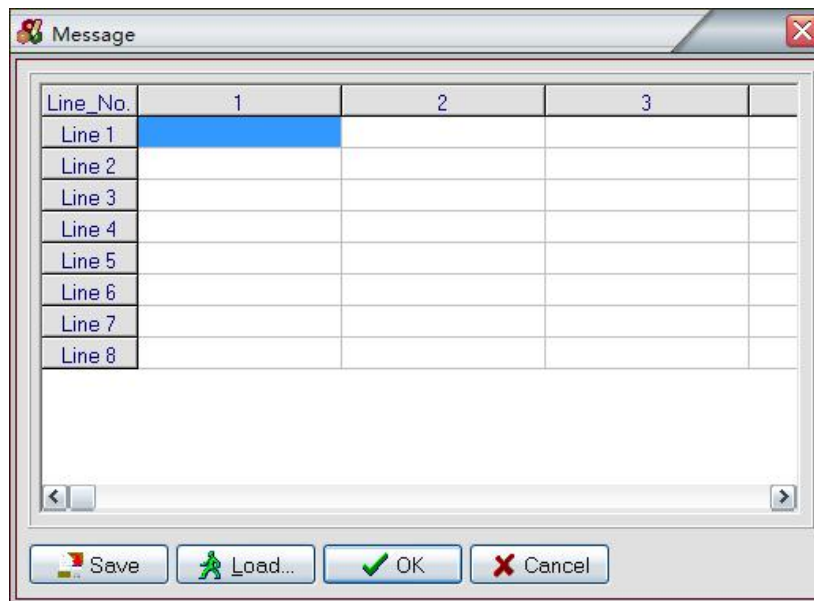 Message
Line_No. 1 2 3
Line 1
Line 2
Line 3
Line 4
Line 5
Line 6
Line 7
Line 8
Save Load... OK Cancel